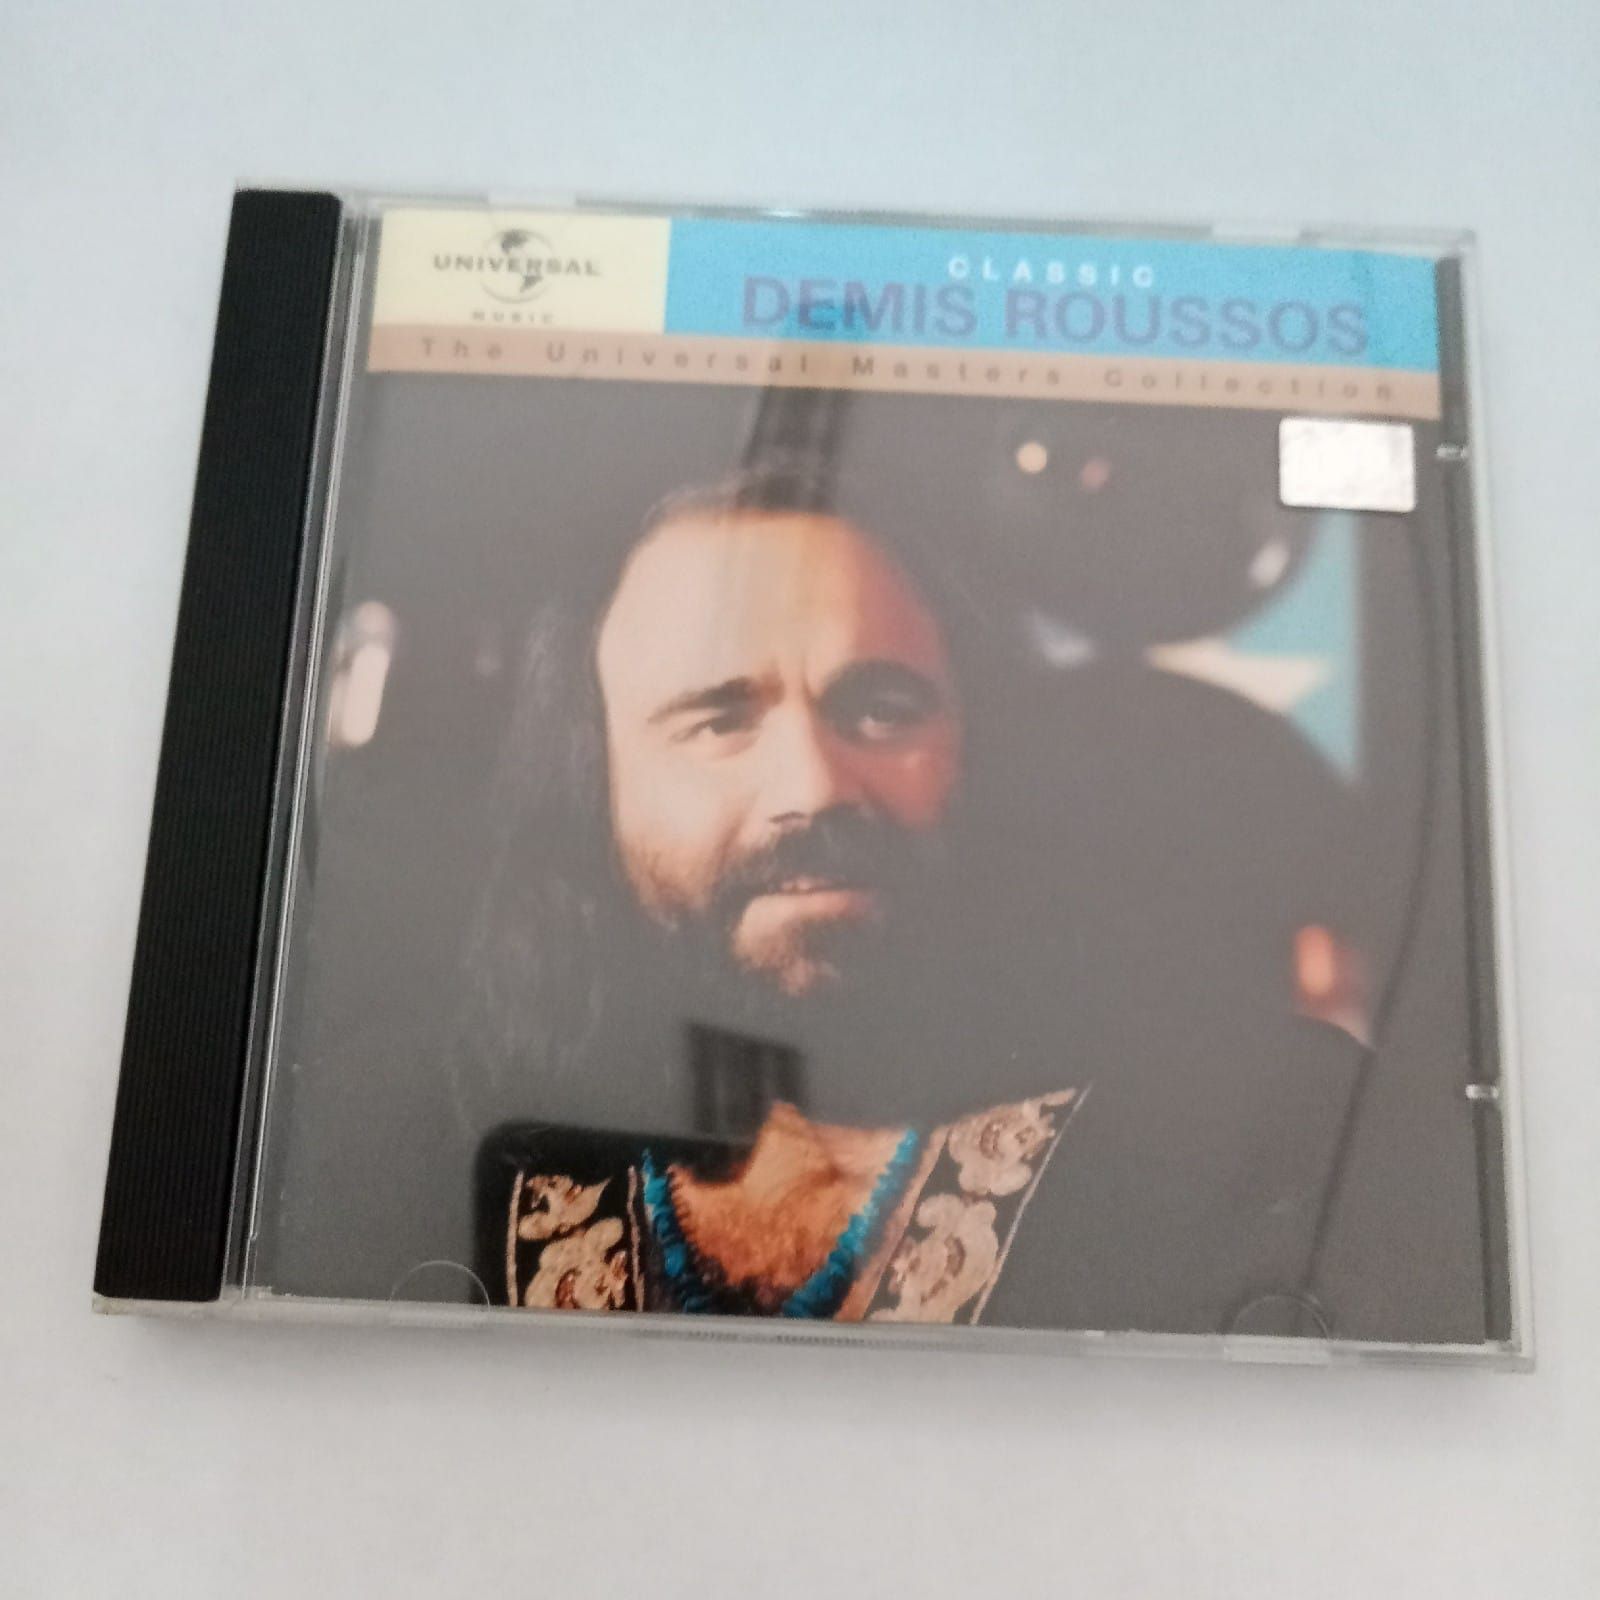 UNIVERSAL
MUSIC
CLASSIC
DEMIS ROUSSOS
The Universal Masters Collection